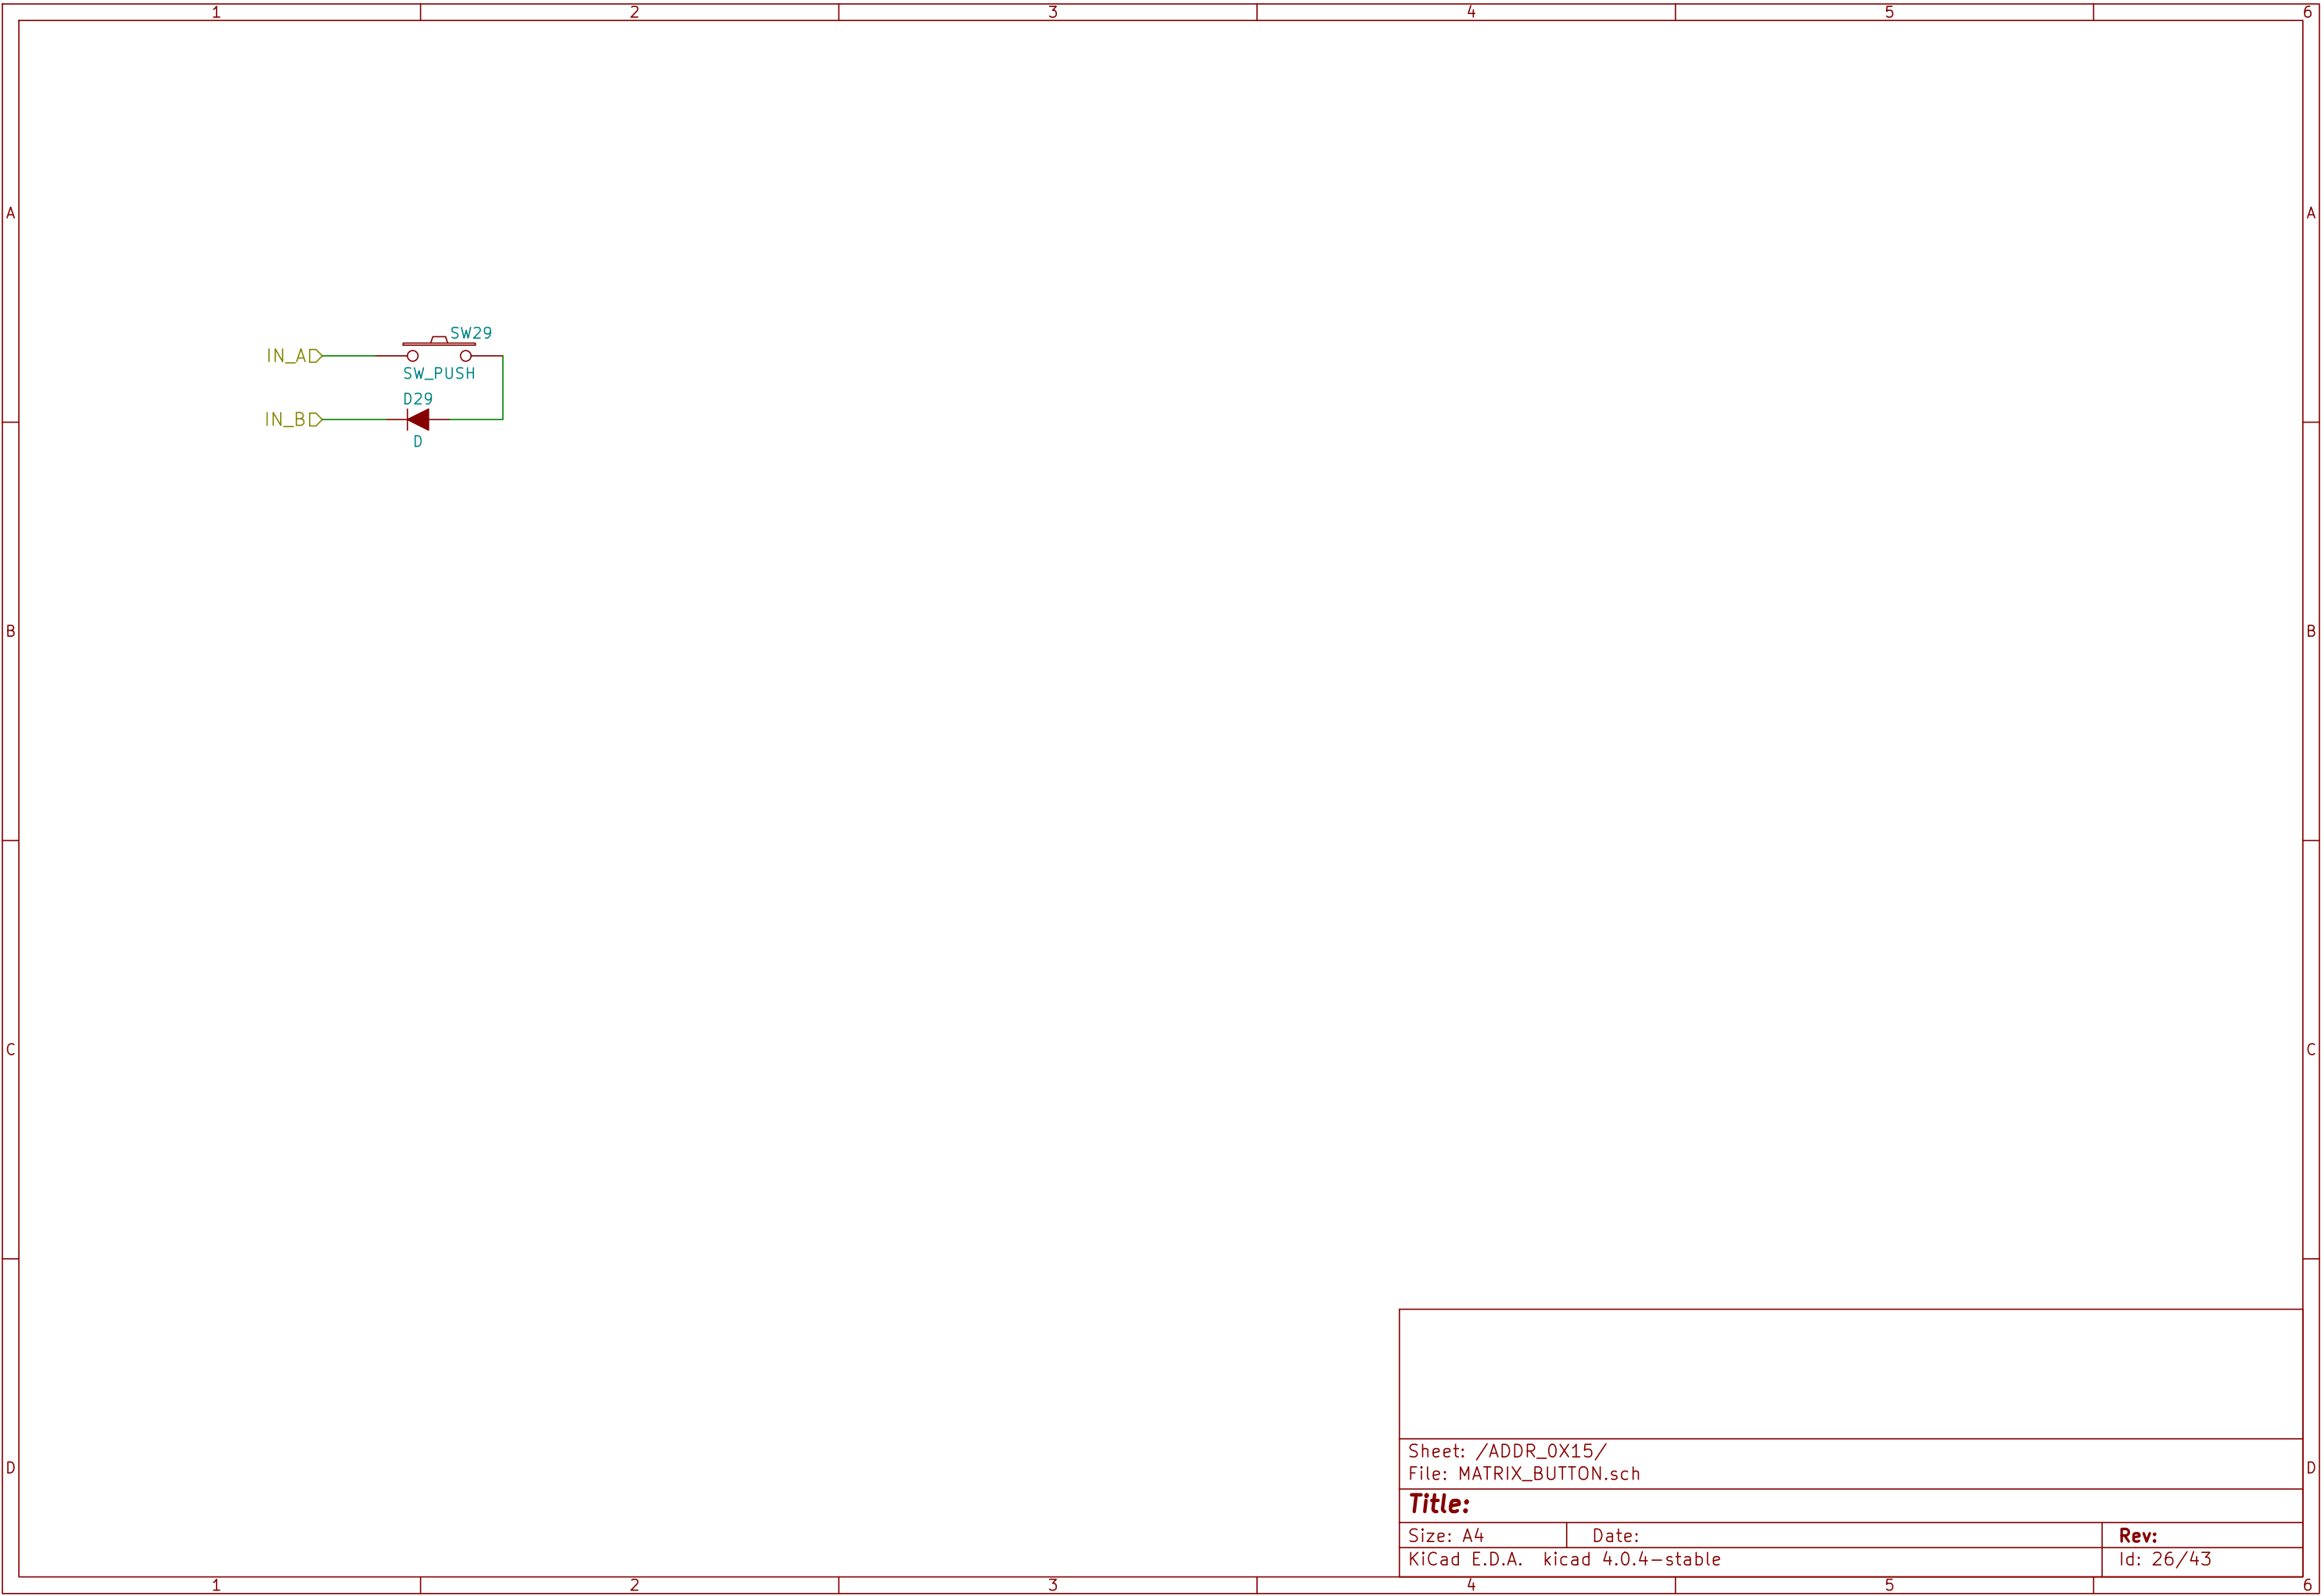 1 2 3 4 5 6
A A
SW29
IN_A
SW_PUSH
D29
IN_B
D
B B
C C
Sheet: /ADDR_0X15/
File: MATRIX_BUTTON.sch
D D
Title:
Size: A4 Date: Rev:
KiCad E.D.A. kicad 4.0.4-stable Id: 26/43
1 2 3 4 5 6